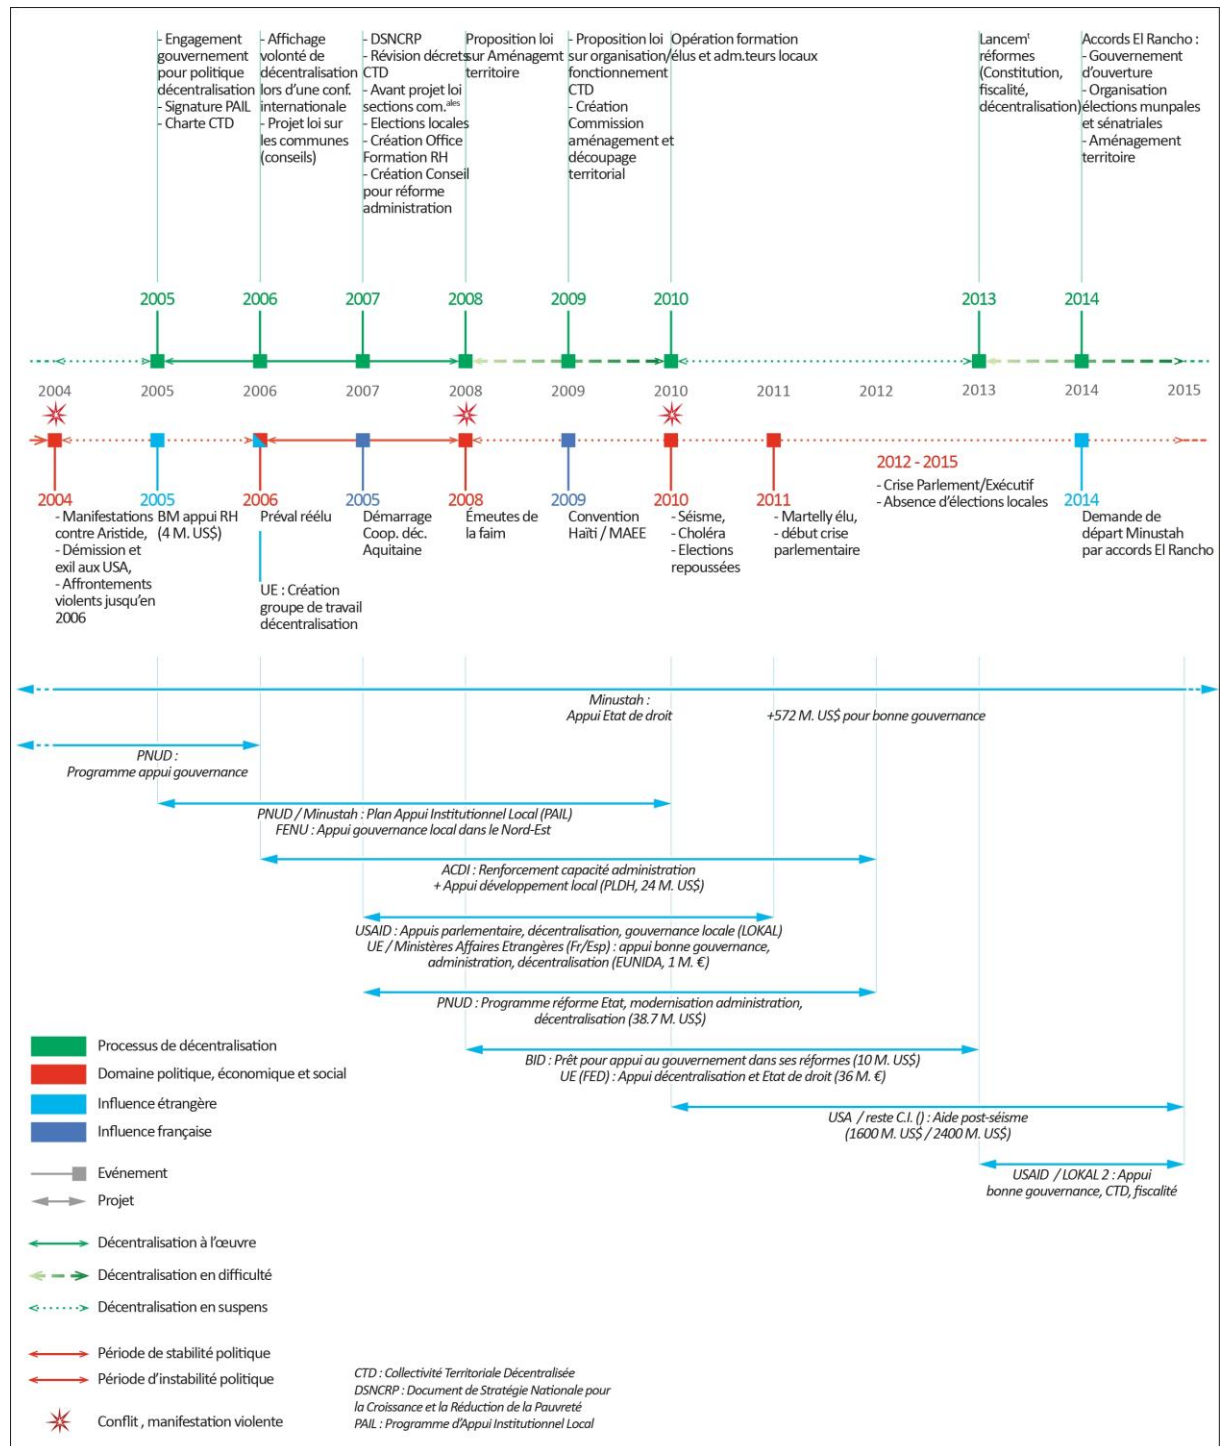 - Engagement
gouvernement
pour politique
décentralisation
- Signature PAIL
- Charte CTD
- Affichage
volonté de
décentralisation
lors d'une conf.
internationale
- Projet loi sur
les communes
(conseils)
- DSNCRP
- Révision décrets
CTD
- Avant projet loi
sections com.ales
- Elections locales
- Création Office
Formation RH
- Création Conseil
pour réforme
administration
Proposition loi
sur Aménagemt
territoire
- Proposition loi
sur organisation/
fonctionnement
CTD
- Création
Commission
aménagement et
découpage
territorial
Opération formation
élus et adm.teurs locaux
Lancemt
réformes
(Constitution,
fiscalité,
décentralisation)
Accords El Rancho :
- Gouvernement
d'ouverture
- Organisation
élections munpales
et sénatriales
- Aménagement
territoire
2005 2006 2007 2008 2009 2010 2013 2014
2004 2005 2006 2007 2008 2009 2010 2011 2012 2013 2014 2015
2004
- Manifestations
contre Aristide,
- Démission et
exil aux USA,
- Affrontements
violents jusqu'en
2006
2005
BM appui RH
(4 M. US$)
2006
Préval réélu
UE : Création
groupe de travail
décentralisation
2005
Démarrage
Coop. déc.
Aquitaine
2008
Émeutes de
la faim
2009
Convention
Haïti / MAEE
2010
- Séisme,
- Choléra
- Elections
repoussées
2011
- Martelly élu,
- début crise
parlementaire
2012 - 2015
- Crise Parlement/Exécutif
- Absence d'élections locales
2014
Demande de
départ Minustah
par accords El Rancho
Minustah :
Appui Etat de droit
+572 M. US$ pour bonne gouvernance
PNUD :
Programme appui gouvernance
PNUD / Minustah : Plan Appui Institutionnel Local (PAIL)
FENU : Appui gouvernance local dans le Nord-Est
ACDI : Renforcement capacité administration
+ Appui développement local (PLDH, 24 M. US$)
USAID : Appuis parlementaire, décentralisation, gouvernance locale (LOKAL)
UE / Ministères Affaires Etrangères (Fr/Esp) : appui bonne gouvernance,
administration, décentralisation (EUNIDA, 1 M. €)
PNUD : Programme réforme Etat, modernisation administration,
décentralisation (38.7 M. US$)
BID : Prêt pour appui au gouvernement dans ses réformes (10 M. US$)
UE (FED) : Appui décentralisation et Etat de droit (36 M. €)
USA / reste C.I. () : Aide post-séisme
(1600 M. US$ / 2400 M. US$)
USAID / LOKAL 2 : Appui
bonne gouvernance, CTD, fiscalité
Processus de décentralisation
Domaine politique, économique et social
Influence étrangère
Influence française
Evénement
Projet
Décentralisation à l'œuvre
Décentralisation en difficulté
Décentralisation en suspens
Période de stabilité politique
Période d'instabilité politique
Conflit , manifestation violente
CTD : Collectivité Territoriale Décentralisée
DSNCRP : Document de Stratégie Nationale pour
la Croissance et la Réduction de la Pauvreté
PAIL : Programme d'Appui Institutionnel Local